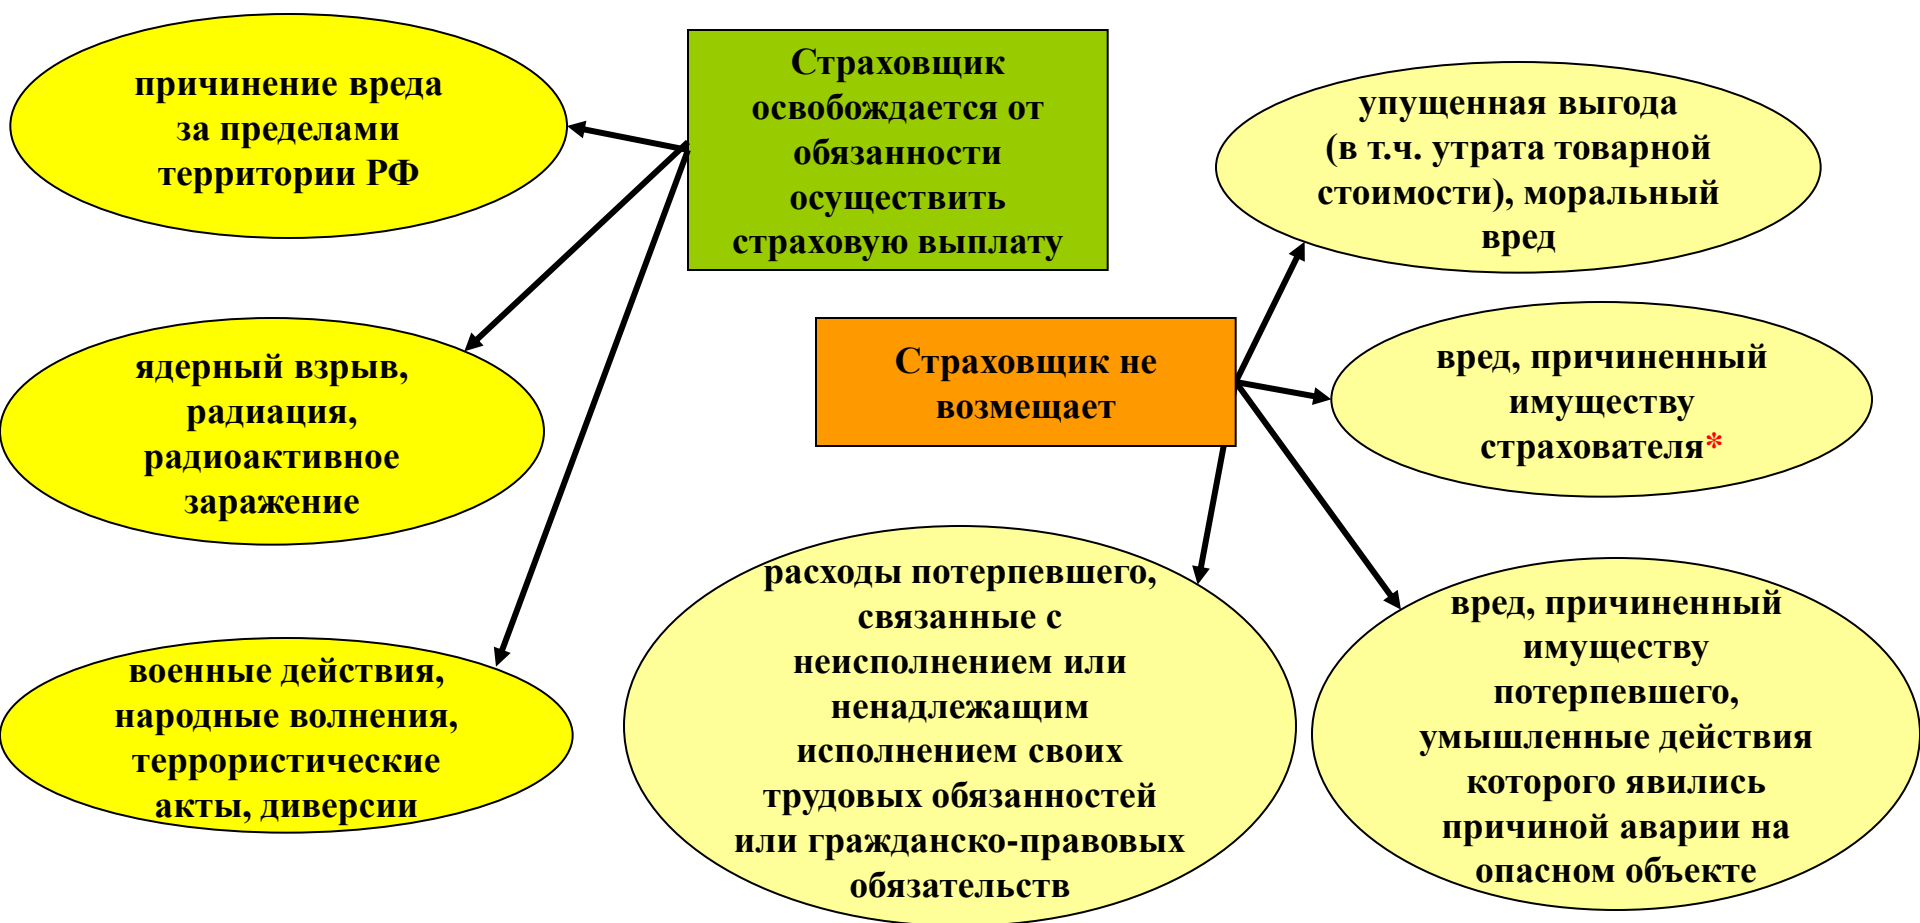 Страховщик
освобождается от
обязанности
осуществить
страховую выплату
причинение вреда
за пределами
территории РФ
ядерный взрыв,
радиация,
радиоактивное
заражение
военные действия,
народные волнения,
террористические
акты, диверсии
Страховщик не
возмещает
упущенная выгода
(в т.ч. утрата товарной
стоимости), моральный
вред
вред, причиненный
имуществу
страхователя*
вред, причиненный
имуществу
потерпевшего,
умышленные действия
которого явились
причиной аварии на
опасном объекте
расходы потерпевшего,
связанные с
неисполнением или
ненадлежащим
исполнением своих
трудовых обязанностей
или гражданско-правовых
обязательств